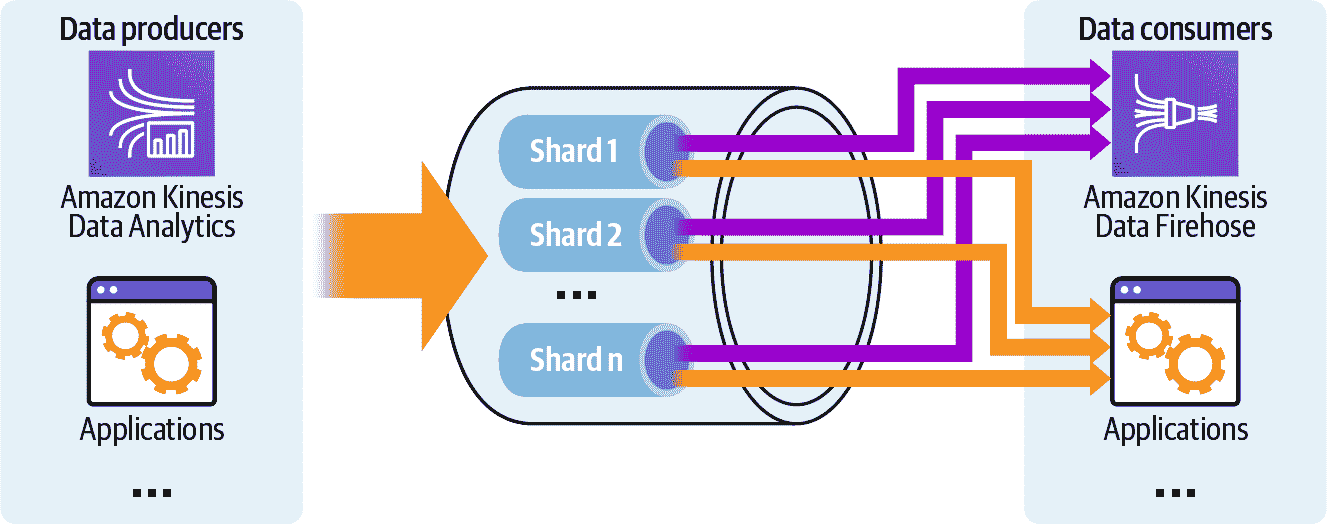 Data producers
Amazon Kinesis
Data Analytics
Applications
...
Shard 1
Shard 2
...
Shard n
Data consumers
Amazon Kinesis
Data Firehose
Applications
...